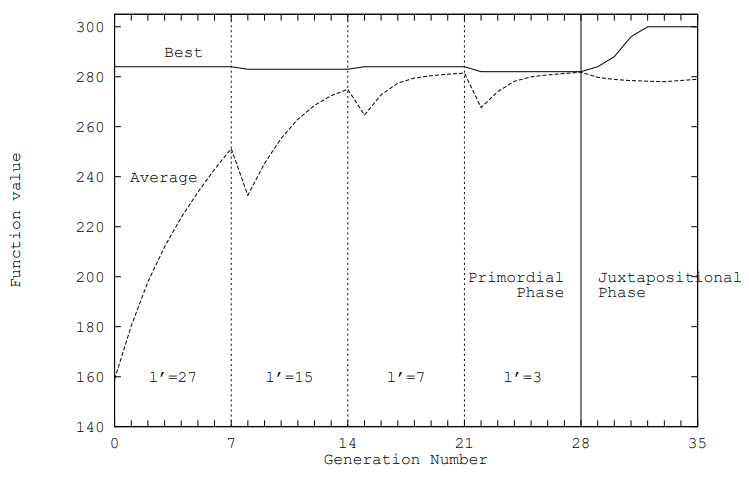 300
280
260
240
220
200
180
160
140
Function value
Best
Average
Primordial
Phase
Juxtapositional
Phase
l'=27
l'=15
l'=7
l'=3
0
7
14
21
28
35
Generation Number